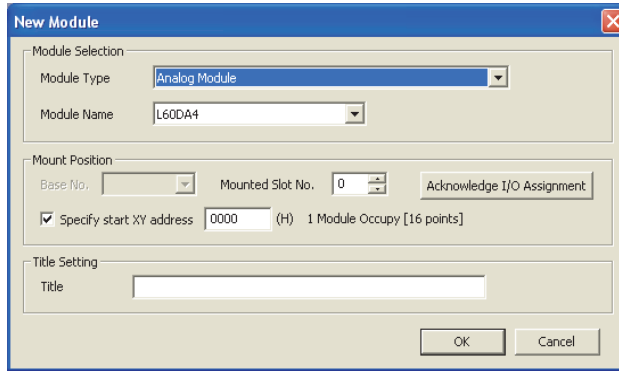 New Module
Module Selection
Module Type Analog Module
Module Name L60DA4
Mount Position
Base No. Mounted Slot No. 0 Acknowledge I/O Assignment
Specify start XY address 0000 (H) 1 Module Occupy [16 points]
Title Setting
Title
OK Cancel